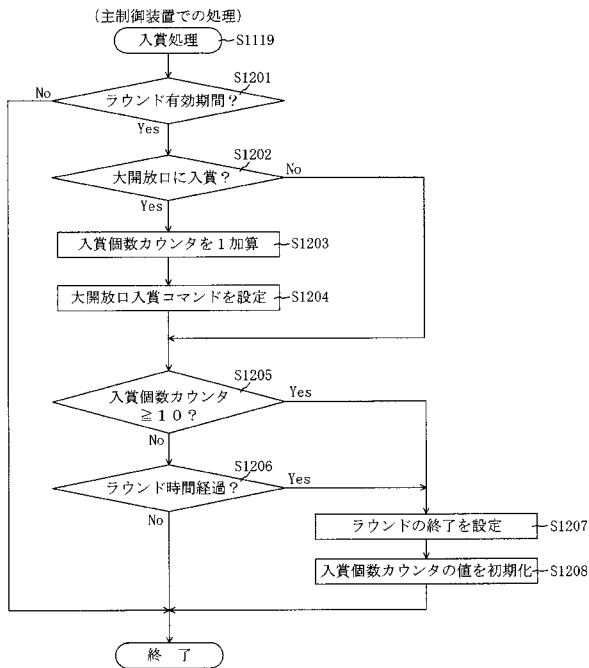 (主制御装置での処理)
入賞処理
S1119
S1201
No
ラウンド有効期間？
Yes
S1202
大開放口に入賞？
No
Yes
入賞個数カウンタを１加算
S1203
大開放口入賞コマンドを設定
S1204
S1205
入賞個数カウンタ
≧１０？
Yes
No
S1206
ラウンド時間経過？
Yes
No
ラウンドの終了を設定
S1207
入賞個数カウンタの値を初期化
S1208
終 了